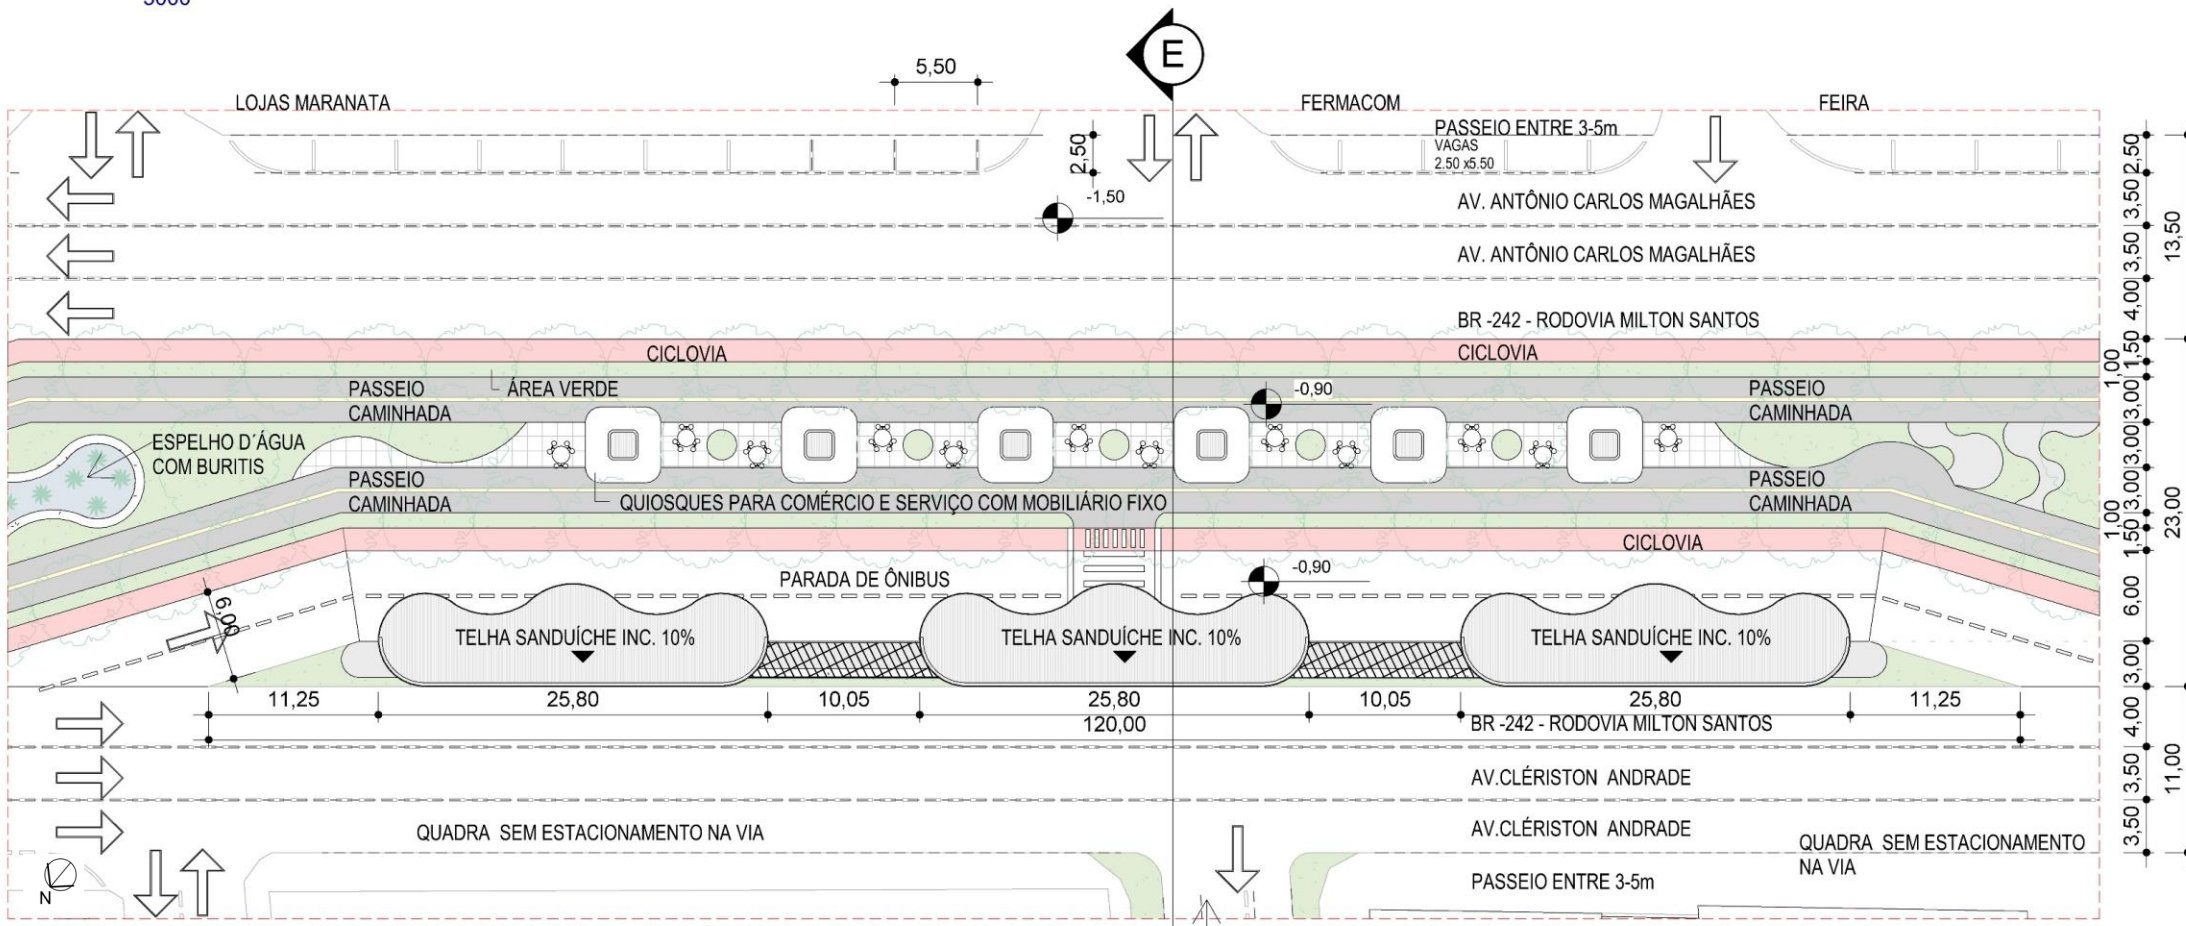 5000
E
5,50
LOJAS MARANATA
FERMACOM
FEIRA
PASSEIO ENTRE 3-5m
VAGAS
2.50 x5.50
2,50
2,50
-1,50
3,50
AV. ANTÔNIO CARLOS MAGALHÃES
13,50
3,50
AV. ANTÔNIO CARLOS MAGALHÃES
4,00
BR -242 - RODOVIA MILTON SANTOS
CICLOVIA
CICLOVIA
1,50
1,00
PASSEIO
ÁREA VERDE
-0,90
PASSEIO
3,00
CAMINHADA
CAMINHADA
ESPELHO D´ÁGUA
COM BURITIS
3,00
PASSEIO
PASSEIO
3,00
CAMINHADA
QUIOSQUES PARA COMÉRCIO E SERVIÇO COM MOBILIÁRIO FIXO
CAMINHADA
23,00
1,00
1,50
CICLOVIA
PARADA DE ÔNIBUS
-0,90
6,00
6,00
TELHA SANDUÍCHE INC. 10%
TELHA SANDUÍCHE INC. 10%
TELHA SANDUÍCHE INC. 10%
3,00
11,25
25,80
10,05
25,80
10,05
25,80
11,25
120,00
BR -242 - RODOVIA MILTON SANTOS
4,00
AV.CLÉRISTON ANDRADE
3,50
11,00
QUADRA SEM ESTACIONAMENTO NA VIA
AV.CLÉRISTON ANDRADE
3,50
QUADRA SEM ESTACIONAMENTO
NA VIA
PASSEIO ENTRE 3-5m
N